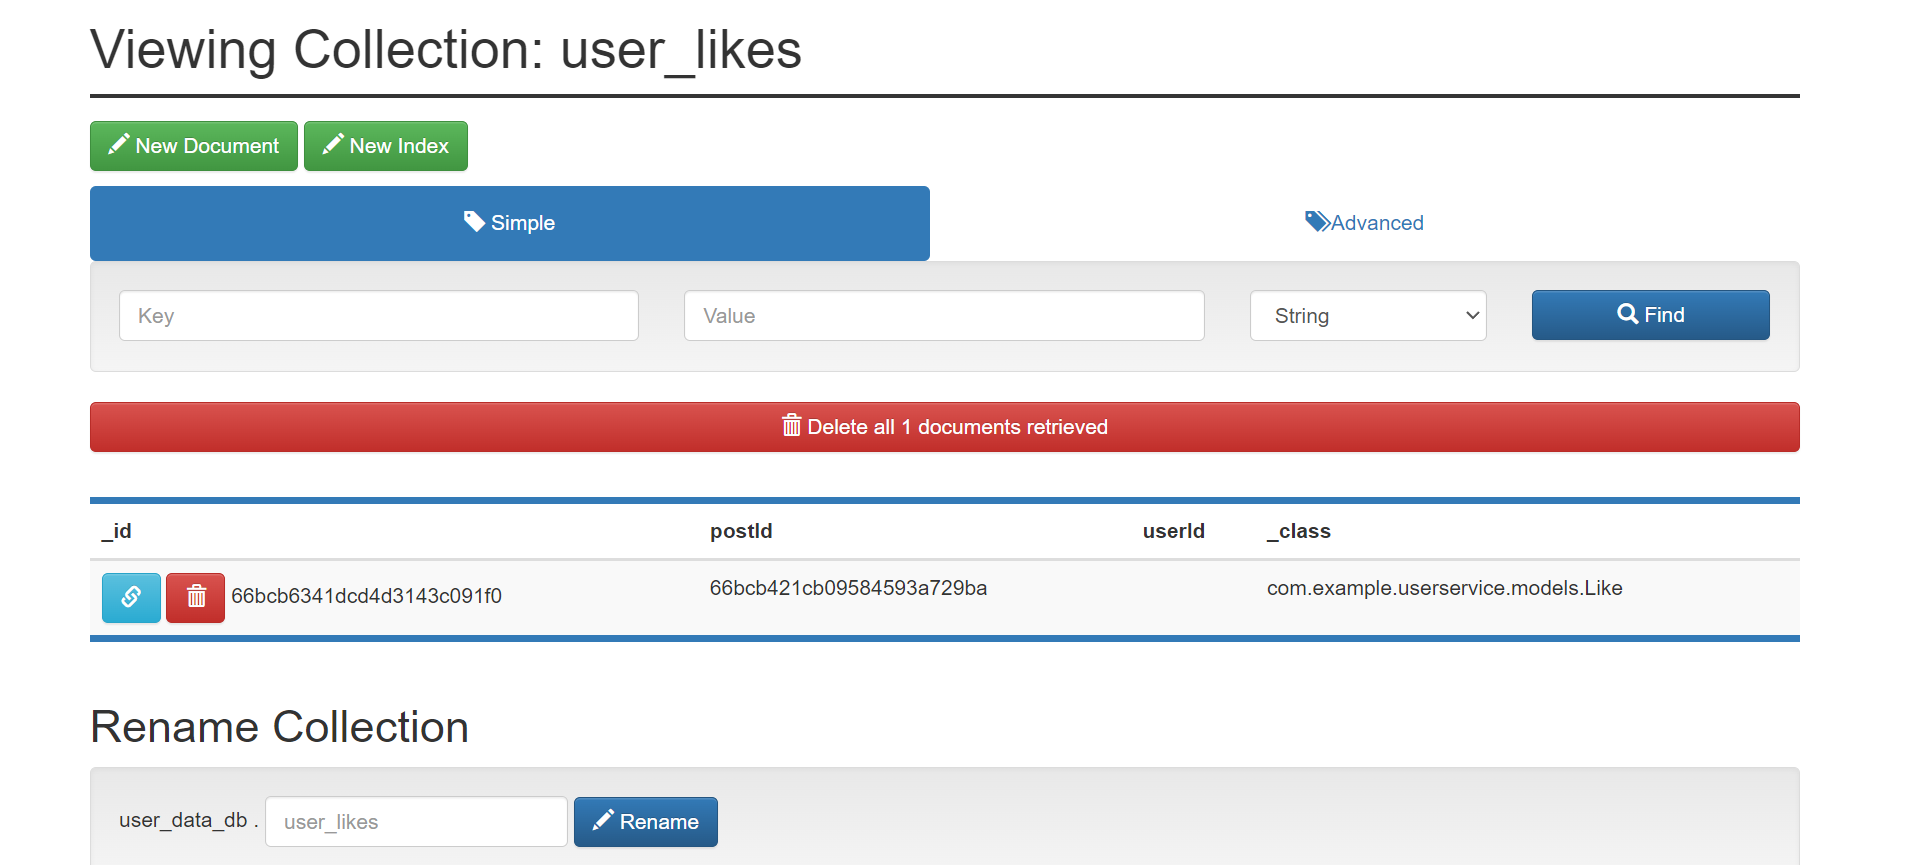 Viewing Collection: user_likes
New Document New Index
Simple Advanced
Key Value String Find
Delete all 1 documents retrieved
_id postId userId _class
66bcb6341dcd4d3143c091f0 66bcb421cb09584593a729ba com.example.userservice.models.Like
Rename Collection
user_data_db . user_likes Rename